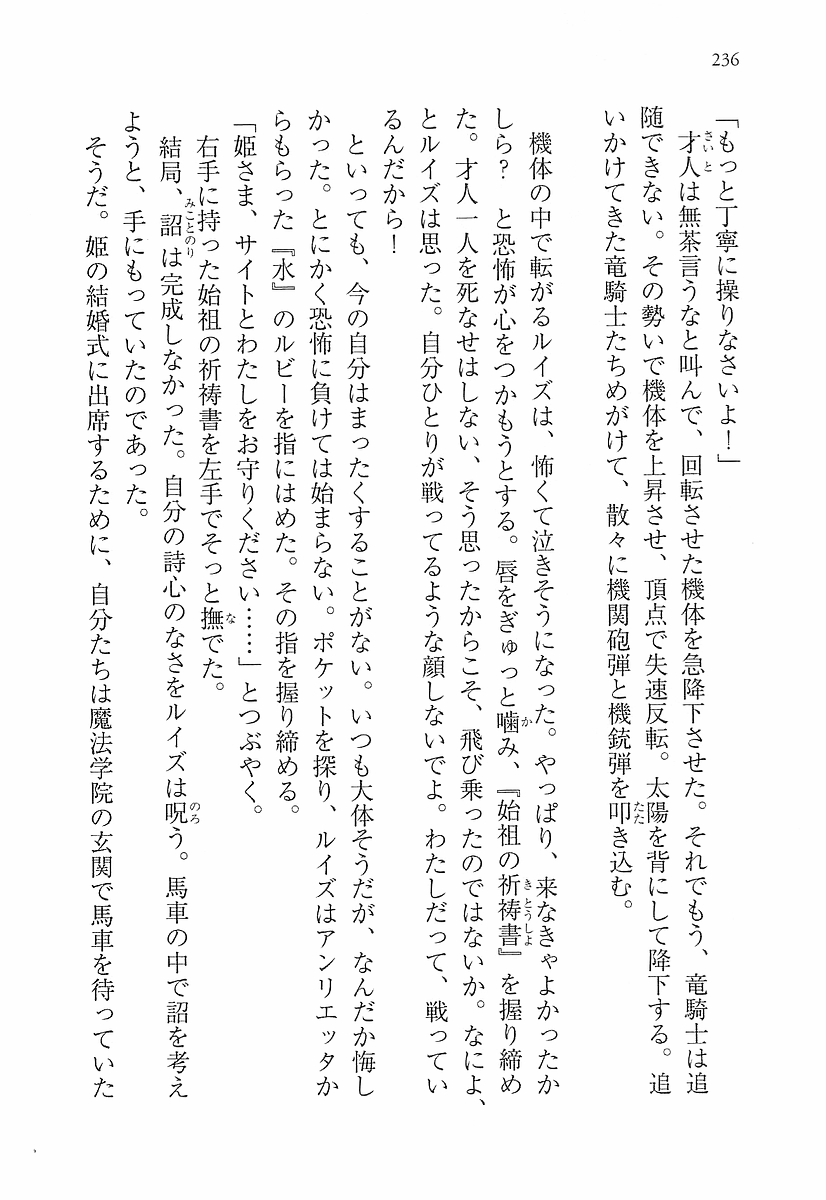 236
「もっと丁寧に操りなさいよ！」
才人は無茶言うなと叫んで、回転させた機体を急降下させた。それでもう、竜騎士は追
随できない。その勢いで機体を上昇させ、頂点で失速反転。太陽を背にして降下する。追
いかけてきた竜騎士たちめがけて、散々に機関砲弾と機銃弾を叩き込む。
機体の中で転がるルイズは、怖くて泣きそうになった。やっぱり、来なきゃよかったか
しら？　と恐怖が心をつかもうとする。唇をぎゅっと噛み、『始祖の祈祷書』を握り締め
た。才人一人を死なせはしない、そう思ったからこそ、飛び乗ったのではないか。なによ、
とルイズは思った。自分ひとりが戦ってるような顔しないでよ。わたしだって、戦ってい
るんだから！
といっても、今の自分はまったくすることがない。いつも大体そうだが、なんだか悔し
かった。とにかく恐怖に負けては始まらない。ポケットを探り、ルイズはアンリエッタか
らもらった『水』のルビーを指にはめた。その指を握り締める。
「姫さま、サイトとわたしをお守りください……」とつぶやく。
右手に持った始祖の祈祷書を左手でそっと撫でた。
結局、詔は完成しなかった。自分の詩心のなさをルイズは呪う。馬車の中で詔を考え
ようと、手にもっていたのであった。
そうだ。姫の結婚式に出席するために、自分たちは魔法学院の玄関で馬車を待っていた